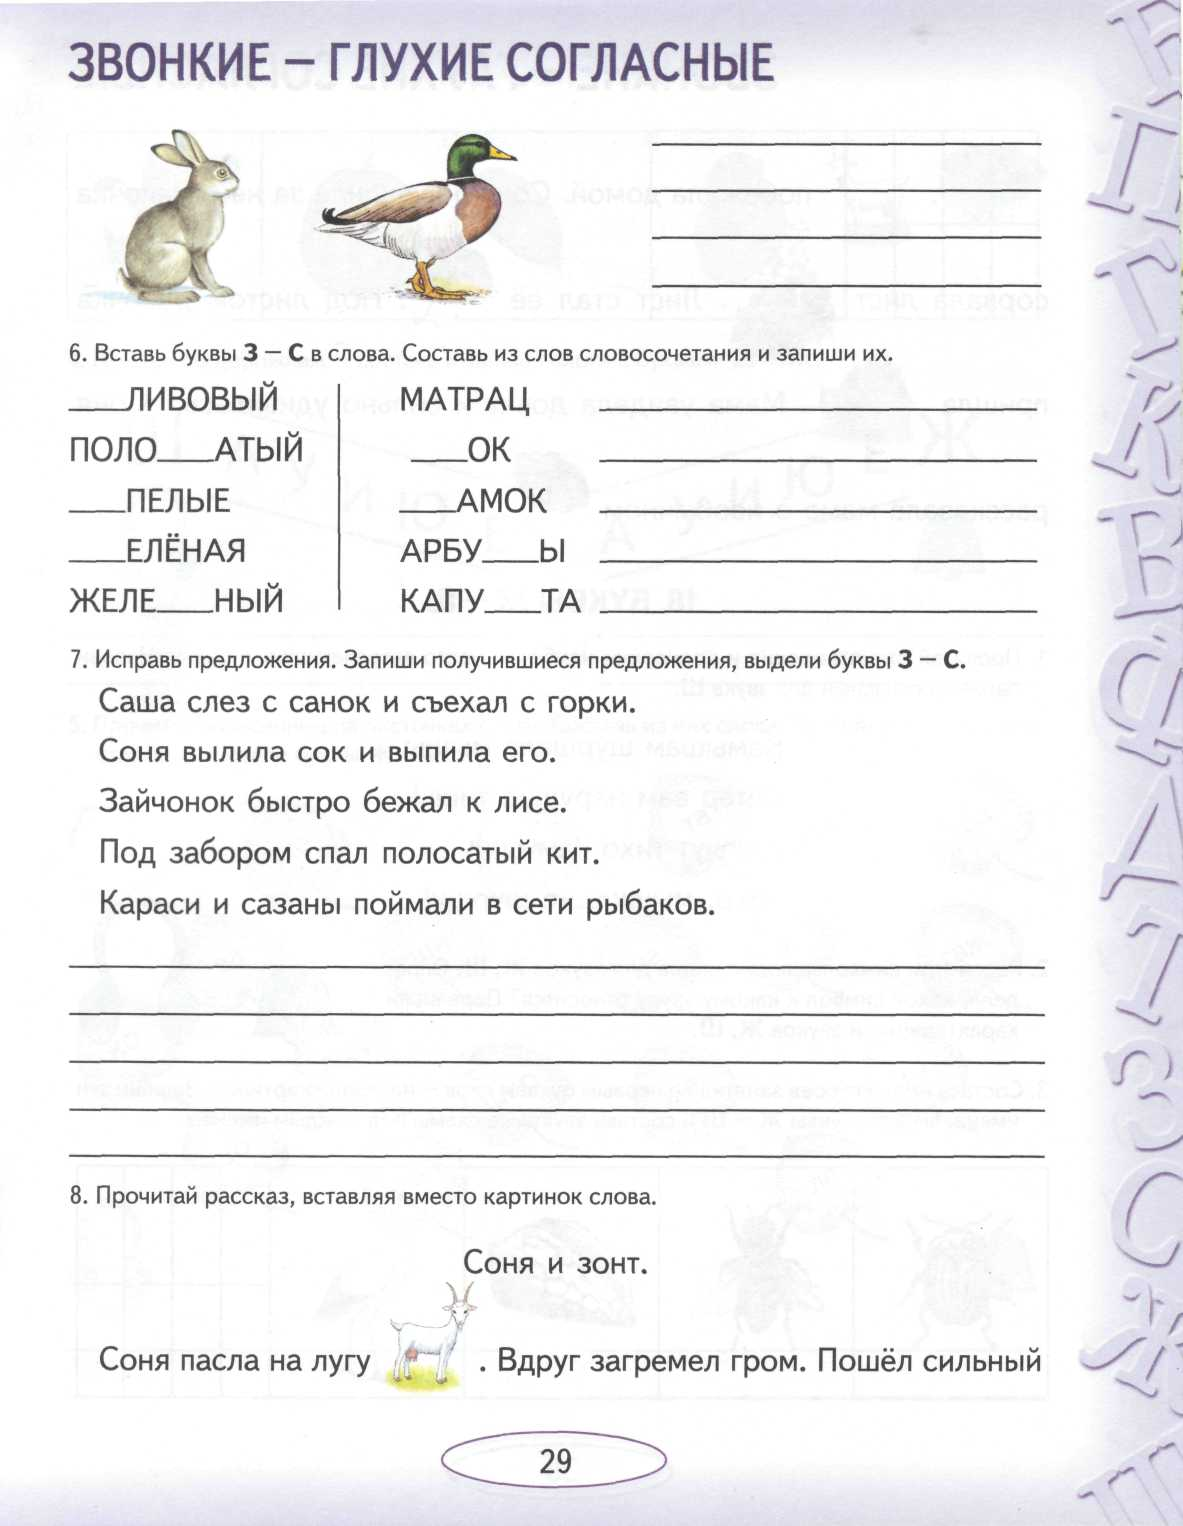 ЗВОНКИЕ – ГЛУХИЕ СОГЛАСНЫЕ
6. Вставь буквы З – С в слова. Составь из слов словосочетания и запиши их.
___ЛИВОВЫЙ МАТРАЦ
ПОЛО___АТЫЙ ___ОК
___ПЕЛЫЕ ___АМОК
___ЕЛЁНАЯ АРБУ___Ы
ЖЕЛЕ___НЫЙ КАПУ___ТА
7. Исправь предложения. Запиши получившиеся предложения, выдели буквы З – С.
Саша слез с санок и съехал с горки.
Соня вылила сок и выпила его.
Зайчонок быстро бежал к лисе.
Под забором спал полосатый кит.
Караси и сазаны поймали в сети рыбаков.
8. Прочитай рассказ, вставляя вместо картинок слова.
Соня и зонт.
Соня пасла на лугу . Вдруг загремел гром. Пошёл сильный
29
П
Г
К
В
Ф
Д
Т
З
С
Ж
Ш